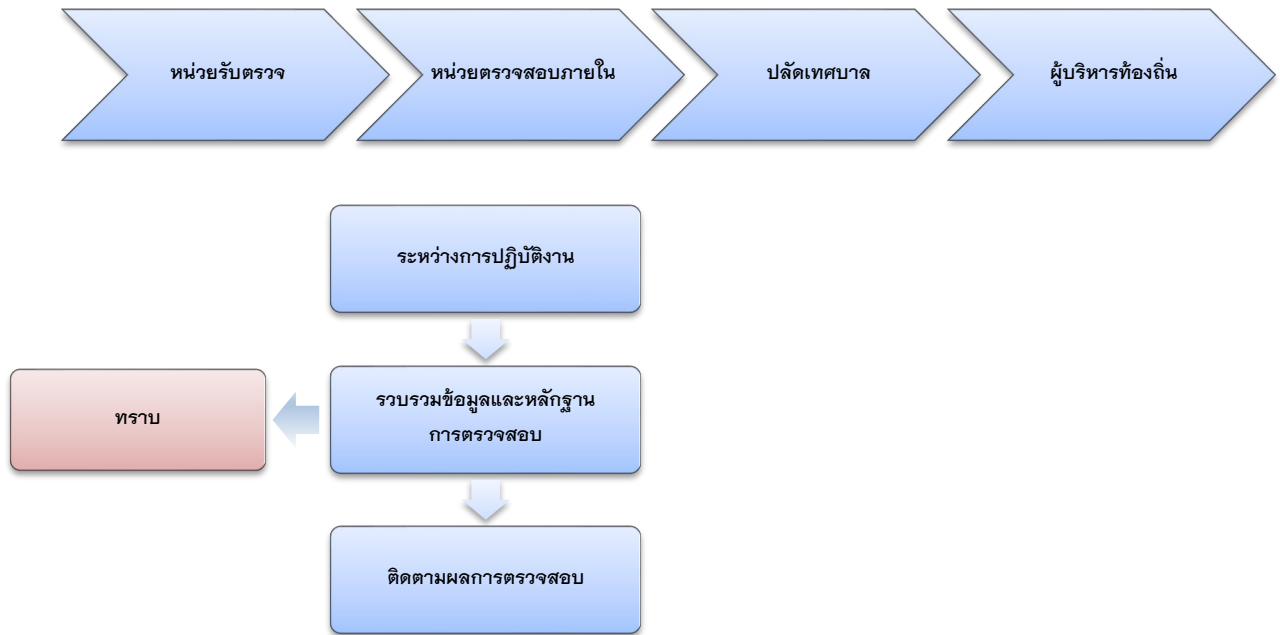 หน่วยรับตรวจ
หน่วยตรวจสอบภายใน
ปลัดเทศบาล
ผู้บริหารท้องถิ่น
ระหว่างการปฏิบัติงาน
ทราบ
รวบรวมข้อมูลและหลักฐาน
การตรวจสอบ
ติดตามผลการตรวจสอบ